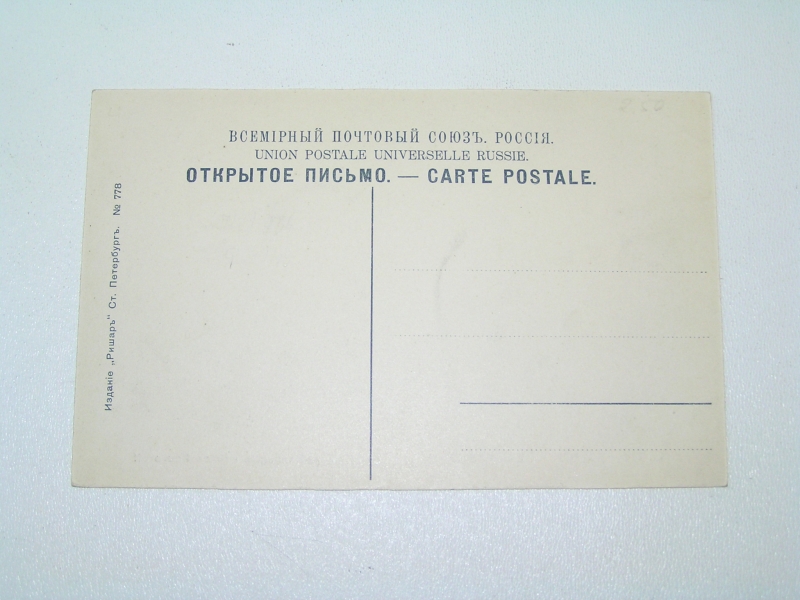 ВСЕМІРНЫЙ ПОЧТОВЫЙ СОЮЗЪ. РОССІЯ.
UNION POSTALE UNIVERSELLE RUSSIE.
ОТКРЫТОЕ ПИСЬМО. — CARTE POSTALE.
Изданіе „Ришаръ" Ст. Петербургъ. № 778